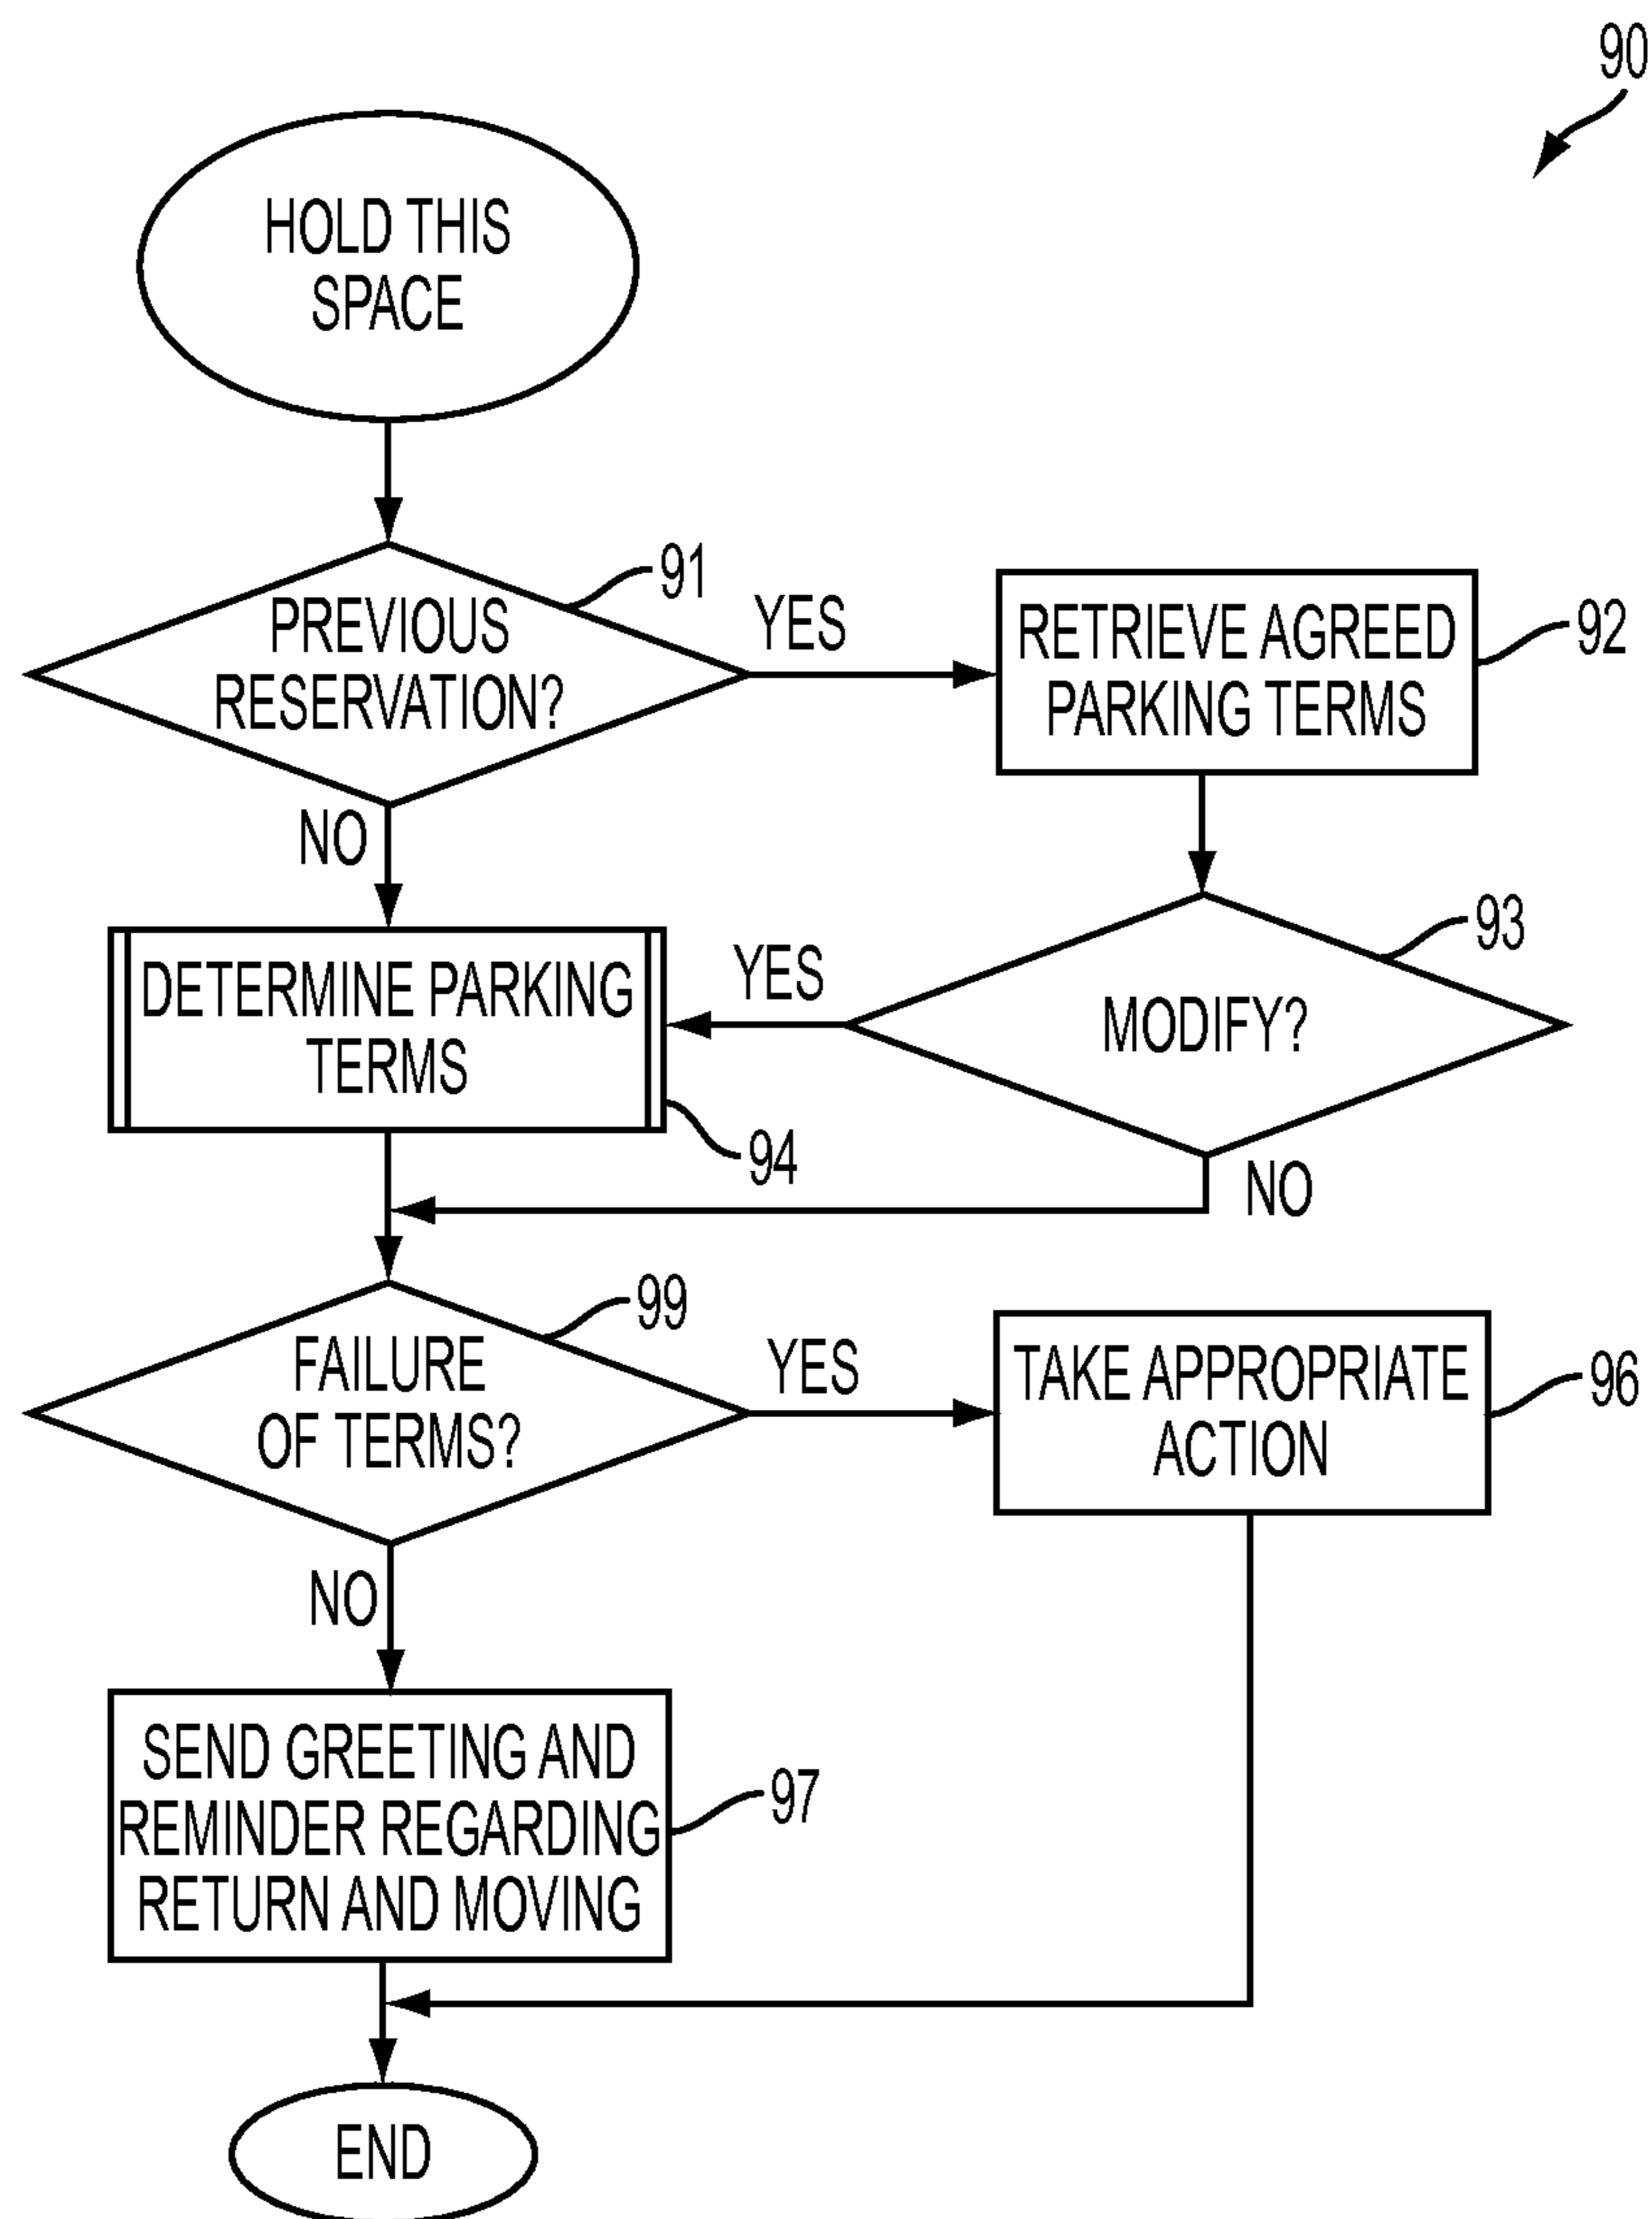 90
HOLD THIS
SPACE
91
PREVIOUS
RESERVATION?
YES
RETRIEVE AGREED
PARKING TERMS
92
NO
93
DETERMINE PARKING
TERMS
YES
MODIFY?
94
NO
99
FAILURE
OF TERMS?
YES
TAKE APPROPRIATE
ACTION
96
NO
SEND GREETING AND
REMINDER REGARDING
RETURN AND MOVING
97
END